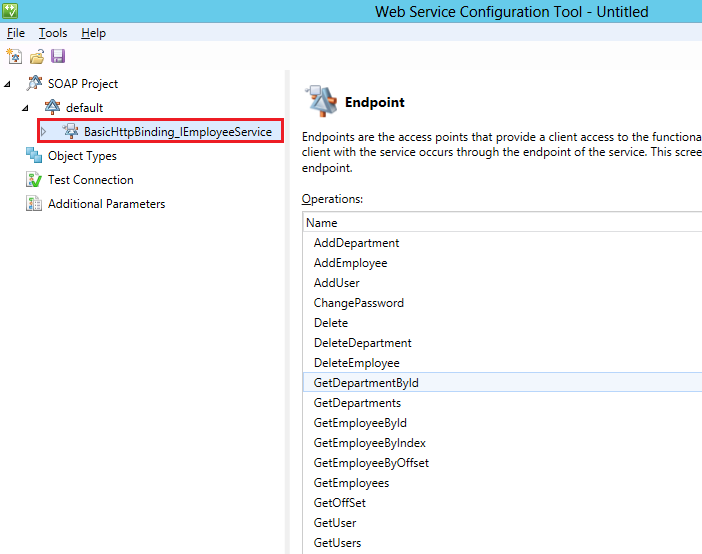 Web Service Configuration Tool - Untitled
File Tools Help
SOAP Project
default
BasicHttpBinding_IEmployeeService
Object Types
Test Connection
Additional Parameters
Endpoint
Endpoints are the access points that provide a client access to the functiona
client with the service occurs through the endpoint of the service. This scree
endpoint.
Operations:
Name
AddDepartment
AddEmployee
AddUser
ChangePassword
Delete
DeleteDepartment
DeleteEmployee
GetDepartmentById
GetDepartments
GetEmployeeById
GetEmployeeByIndex
GetEmployeeByOffset
GetEmployees
GetOffSet
GetUser
GetUsers